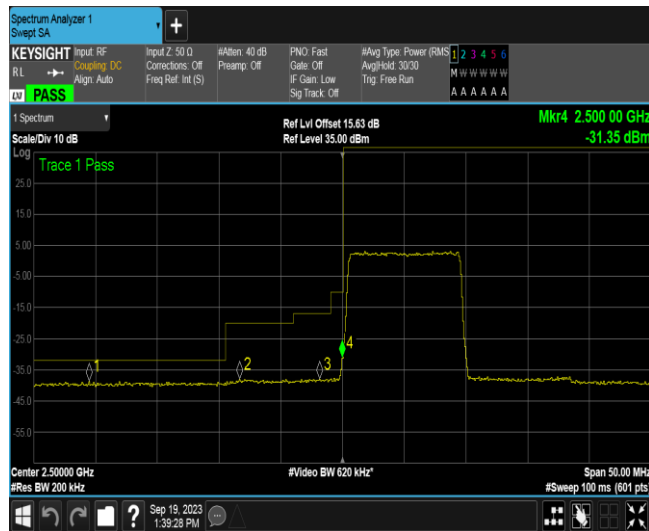 Spectrum Analyzer 1
Swept SA
+
KEYSIGHT
RL
LXI
PASS
Input: RF
Coupling: DC
Align: Auto
Input Z: 50 Ω
Corrections: Off
Freq Ref: Int (S)
#Atten: 40 dB
Preamp: Off
PNO: Fast
Gate: Off
IF Gain: Low
Sig Track: Off
#Avg Type: Power (RMS
Avg|Hold: 30/30
Trig: Free Run
1 2 3 4 5 6
M W W W W W
A A A A A A
1 Spectrum
Scale/Div 10 dB
Ref Lvl Offset 15.63 dB
Ref Level 35.00 dBm
Mkr4 2.500 00 GHz
-31.35 dBm
Log
Trace 1 Pass
25.0
15.0
5.00
-5.00
-15.0
-25.0
-35.0
-45.0
-55.0
1
2
3
4
Center 2.50000 GHz
#Video BW 620 kHz*
Span 50.00 MHz
#Res BW 200 kHz
#Sweep 100 ms (601 pts)
?
Sep 19, 2023
1:39:28 PM